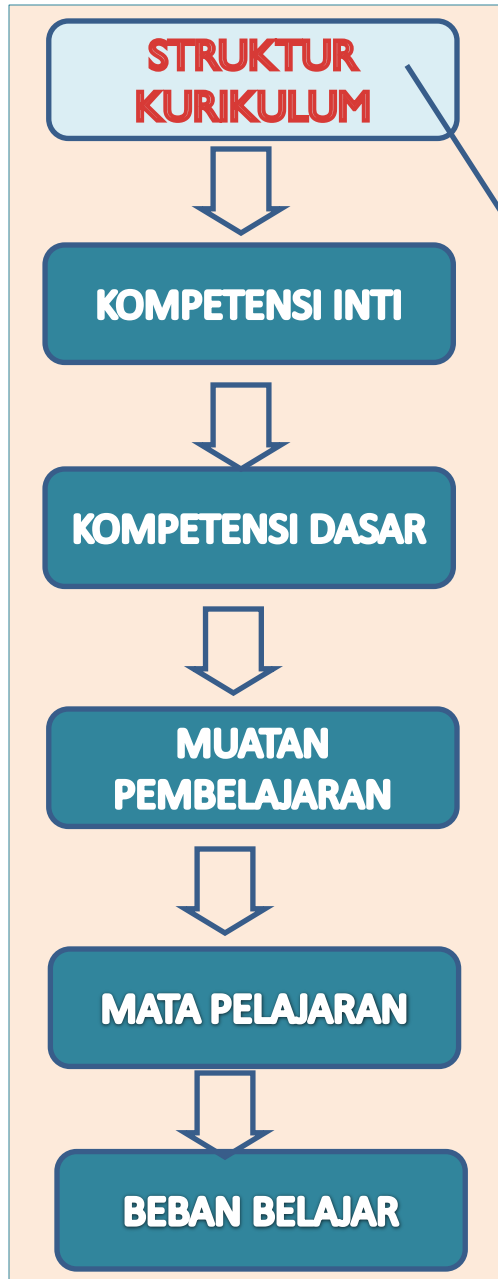 STRUKTUR
KURIKULUM
KOMPETENSI INTI
KOMPETENSI DASAR
MUATAN
PEMBELAJARAN
MATA PELAJARAN
BEBAN BELAJAR